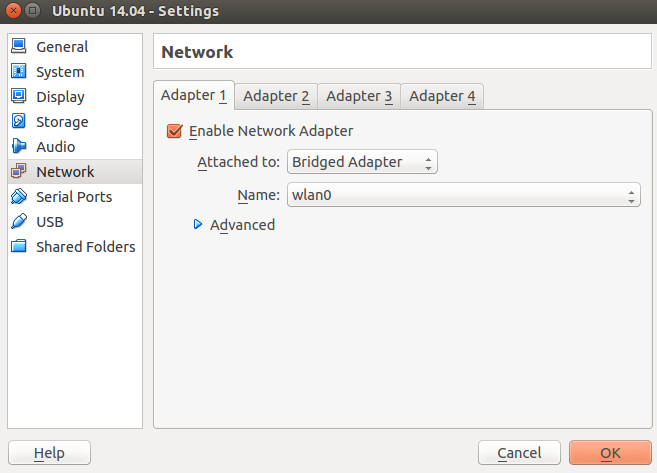 Ubuntu 14.04 - Settings
General
System
Display
Storage
Audio
Network
Serial Ports
USB
Shared Folders
Network
Adapter 1 Adapter 2 Adapter 3 Adapter 4
Enable Network Adapter
Attached to: Bridged Adapter
Name: wlan0
Advanced
Help Cancel OK